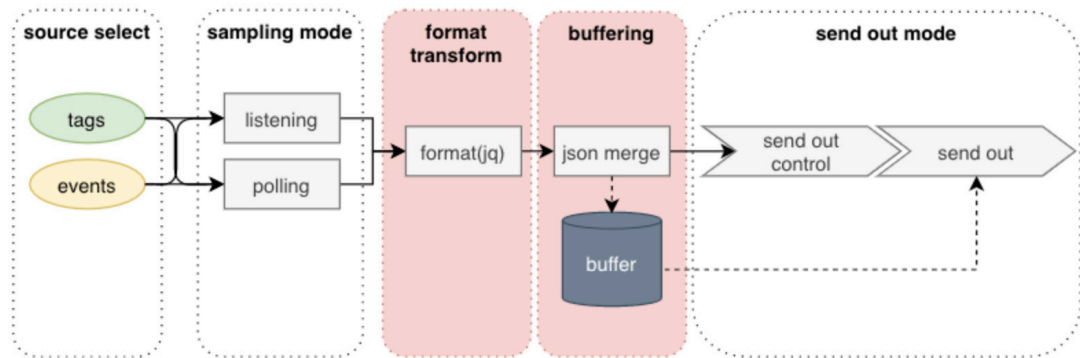 source select
sampling mode
format
transform
buffering
send out mode
tags
events
listening
polling
format(jq)
json merge
buffer
send out
control
send out